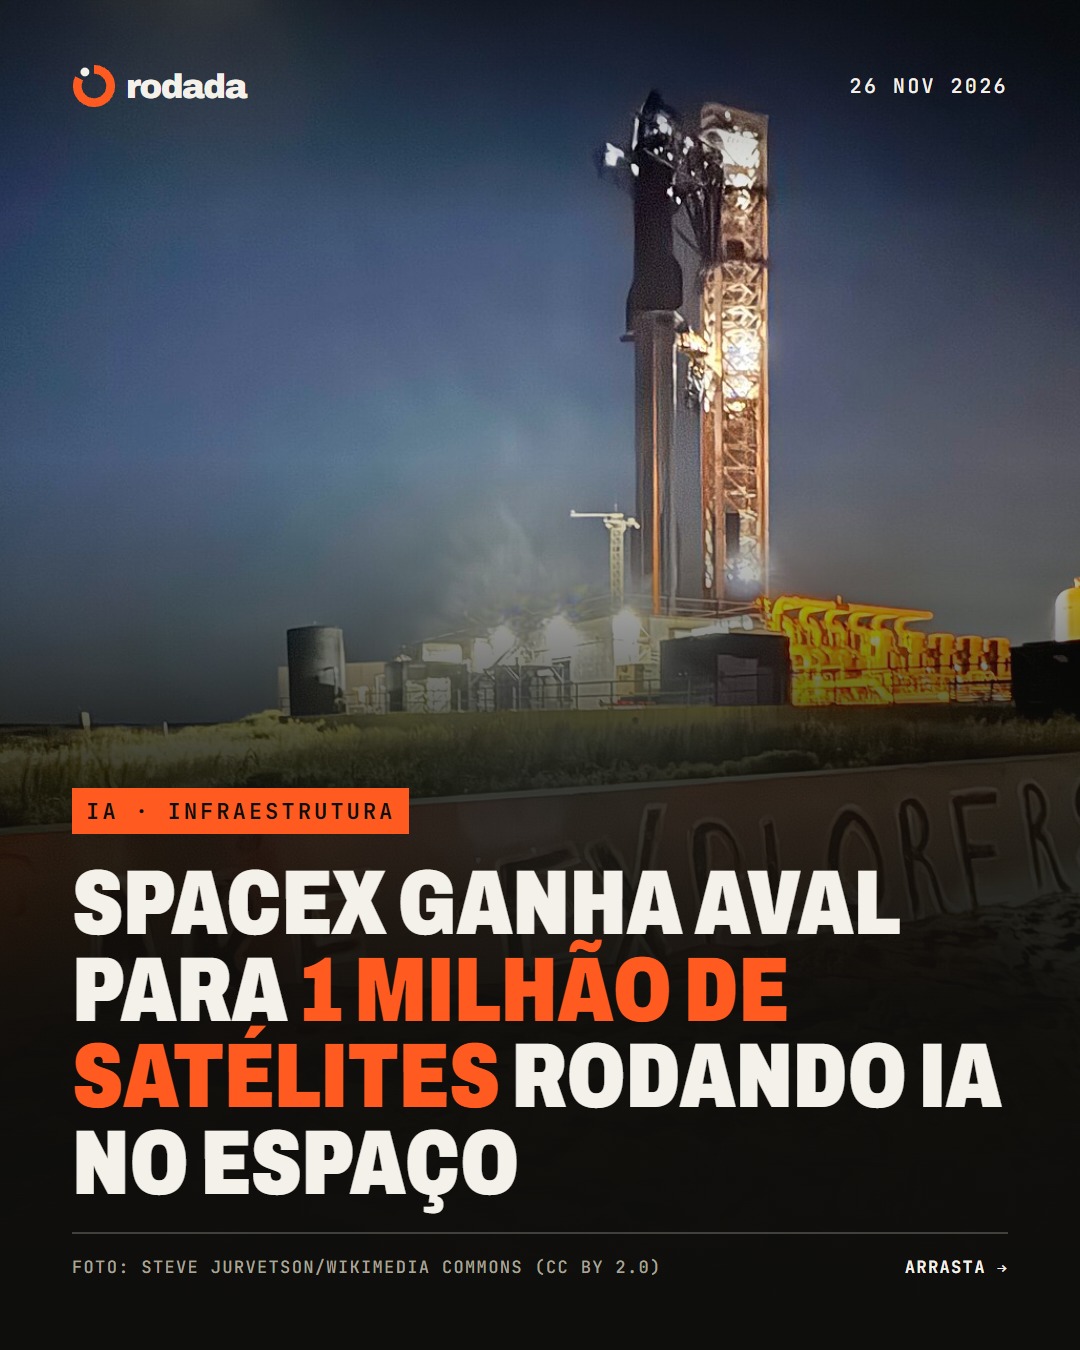 rodada
26 NOV 2026
EXPLORERS
IA · INFRAESTRUTURA
SPACEX GANHA AVAL
PARA 1 MILHÃO DE
SATÉLITES RODANDO IA
NO ESPAÇO
FOTO: STEVE JURVETSON/WIKIMEDIA COMMONS (CC BY 2.0)
ARRASTA →